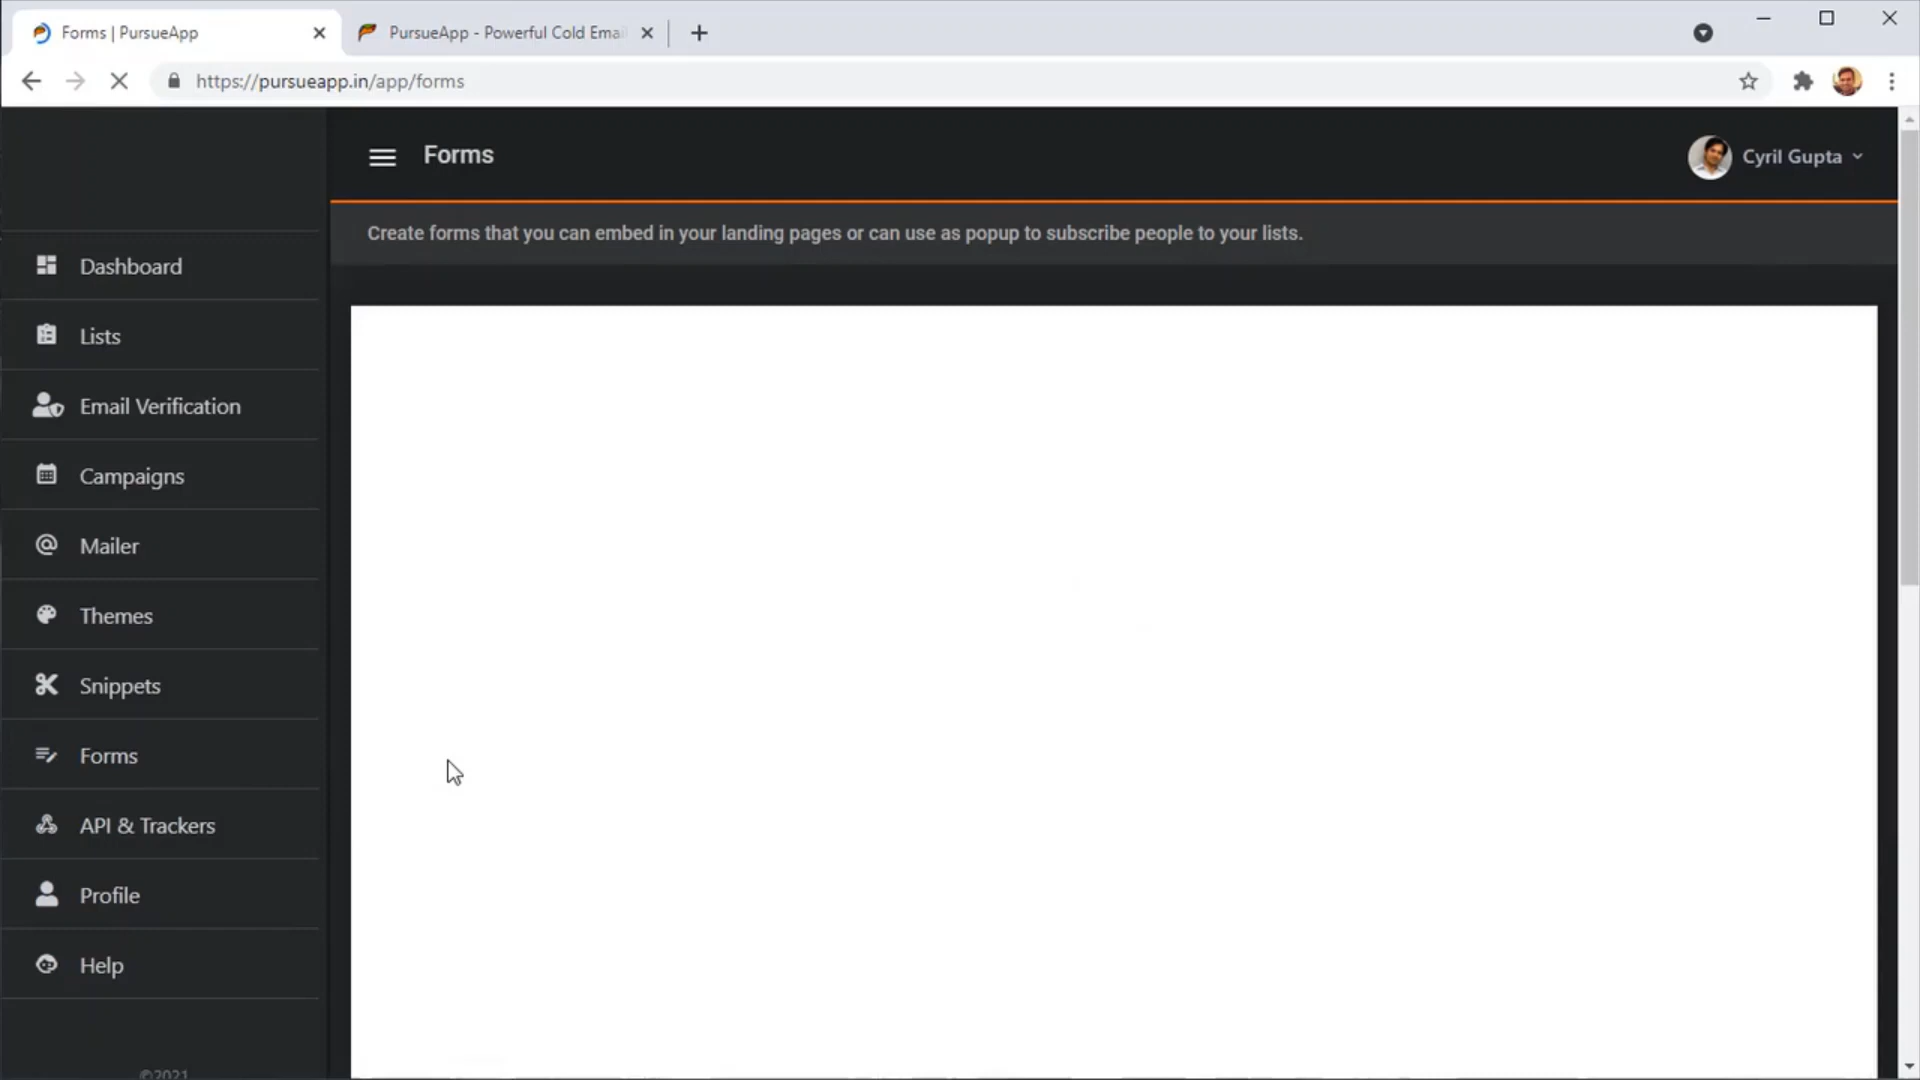 Forms | PursueApp
PursueApp - Powerful Cold Emai
https://pursueapp.in/app/forms
Forms
Cyril Gupta
Create forms that you can embed in your landing pages or can use as popup to subscribe people to your lists.
Dashboard
Lists
Email Verification
Campaigns
Mailer
Themes
Snippets
Forms
API & Trackers
Profile
Help
©2021